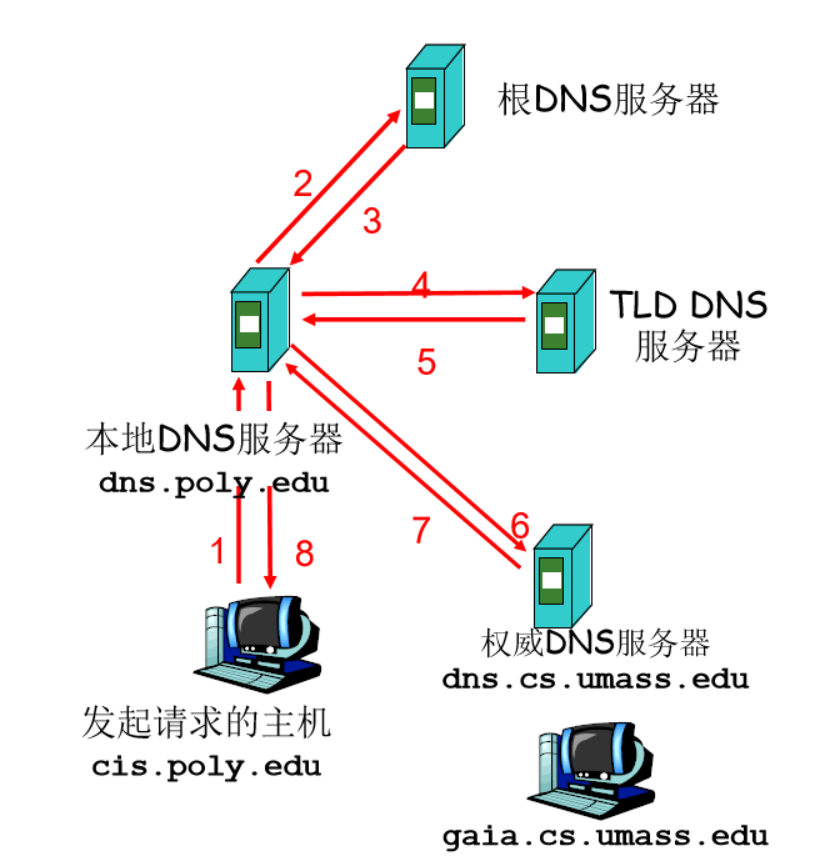 根DNS服务器
2
3
4
TLD DNS
服务器
5
本地DNS服务器
dns.poly.edu
7
6
1
8
权威DNS服务器
dns.cs.umass.edu
发起请求的主机
cis.poly.edu
gaia.cs.umass.edu